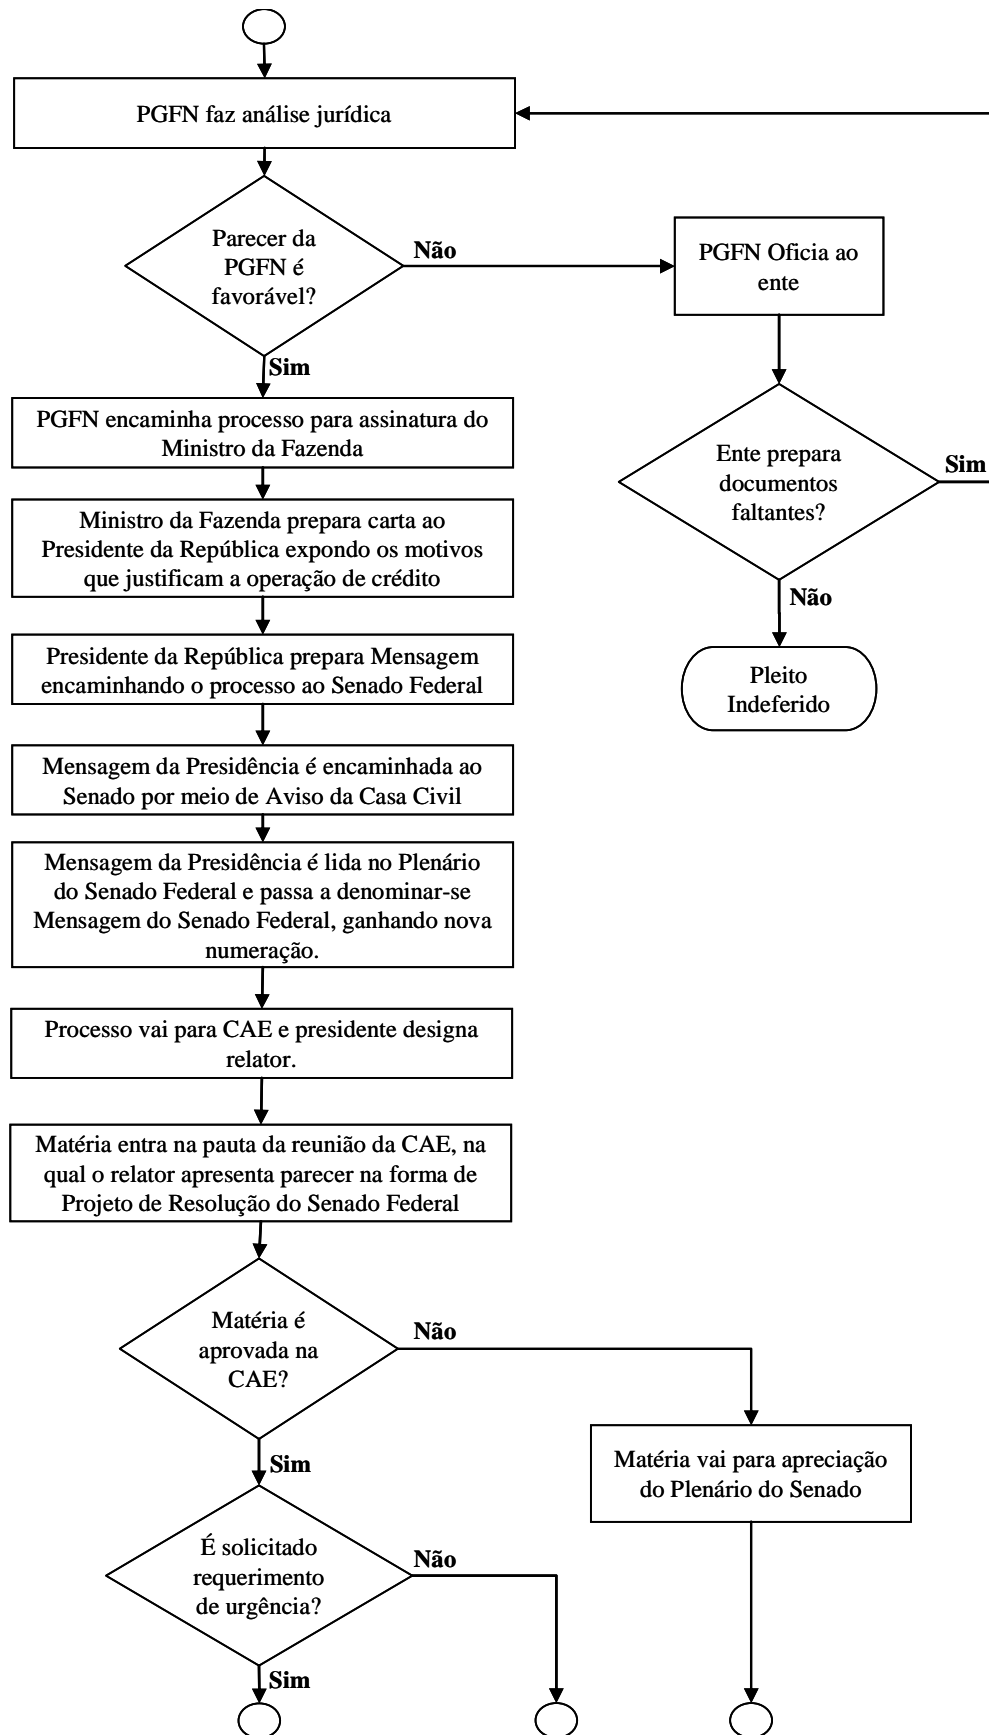 PGFN faz análise jurídica
Parecer da
PGFN é
favorável?
Não
PGFN Oficia ao
ente
Sim
PGFN encaminha processo para assinatura do
Ministro da Fazenda
Ente prepara
documentos
faltantes?
Sim
Ministro da Fazenda prepara carta ao
Presidente da República expondo os motivos
que justificam a operação de crédito
Não
Presidente da República prepara Mensagem
encaminhando o processo ao Senado Federal
Pleito
Indeferido
Mensagem da Presidência é encaminhada ao
Senado por meio de Aviso da Casa Civil
Mensagem da Presidência é lida no Plenário
do Senado Federal e passa a denominar-se
Mensagem do Senado Federal, ganhando nova
numeração.
Processo vai para CAE e presidente designa
relator.
Matéria entra na pauta da reunião da CAE, na
qual o relator apresenta parecer na forma de
Projeto de Resolução do Senado Federal
Matéria é
aprovada na
CAE?
Não
Matéria vai para apreciação
do Plenário do Senado
Sim
É solicitado
requerimento
de urgência?
Não
Sim